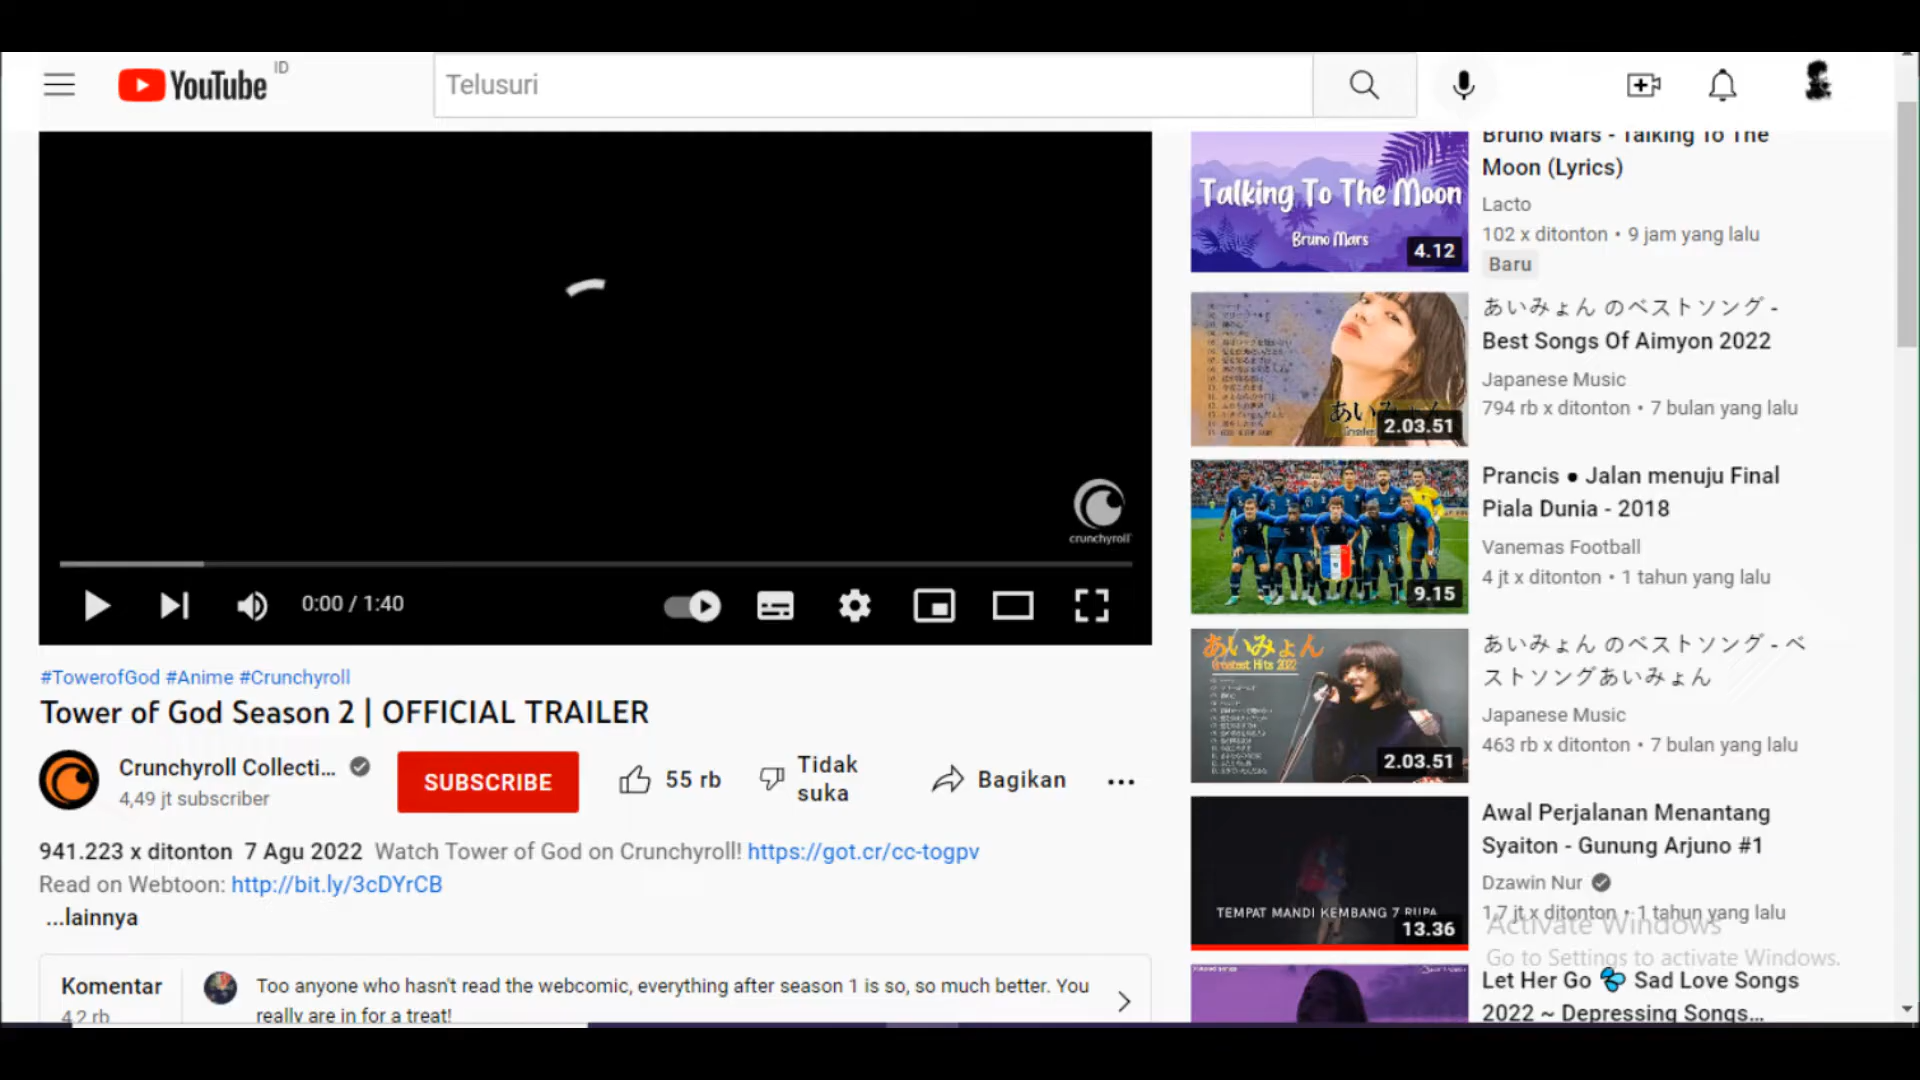 YouTube ID
Telusuri
crunchyroll
0:00 / 1:40
#TowerofGod #Anime #Crunchyroll
Tower of God Season 2 | OFFICIAL TRAILER
Crunchyroll Collecti...
4,49 jt subscriber
SUBSCRIBE
55 rb
Tidak
suka
Bagikan
941.223 x ditonton 7 Agu 2022 Watch Tower of God on Crunchyroll! https://got.cr/cc-togpv
Read on Webtoon: http://bit.ly/3cDYrCB
...lainnya
Komentar
4,2 rb
Too anyone who hasn't read the webcomic, everything after season 1 is so, so much better. You
really are in for a treat!
Talking To The Moon
Bruno Mars
4.12
Bruno Mars - Talking To The
Moon (Lyrics)
Lacto
102 x ditonton • 9 jam yang lalu
Baru
あいみょん
2.03.51
あいみょん のベストソング -
Best Songs Of Aimyon 2022
Japanese Music
794 rb x ditonton • 7 bulan yang lalu
9.15
Prancis ● Jalan menuju Final
Piala Dunia - 2018
Vanemas Football
4 jt x ditonton • 1 tahun yang lalu
あいみょん
Greatest Hits 2022
2.03.51
あいみょん のベストソング - ベ
ストソングあいみょん
Japanese Music
463 rb x ditonton • 7 bulan yang lalu
TEMPAT MANDI KEMBANG 7 RUPA
13.36
Awal Perjalanan Menantang
Syaiton - Gunung Arjuno #1
Dzawin Nur
1,7 jt x ditonton • 1 tahun yang lalu
Activate Windows
Go to Settings to activate Windows.
Let Her Go 💦 Sad Love Songs
2022 ~ Depressing Songs...